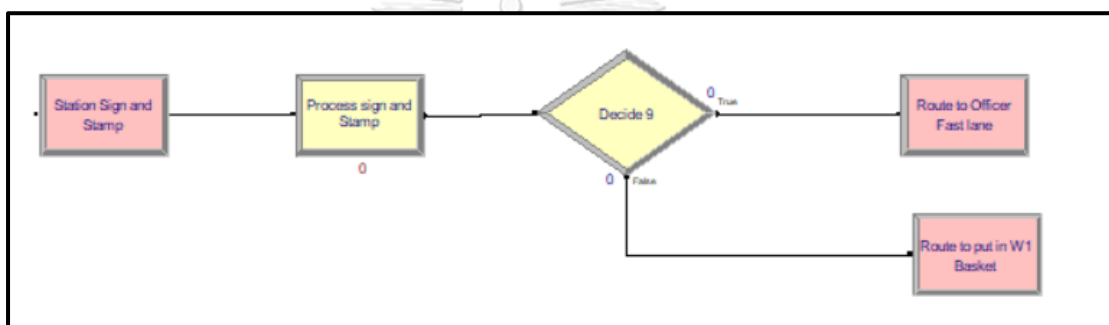 Station Sign and
Stamp
Process sign and
Stamp
0
Decide 9
0
True
0
False
Route to Officer
Fast lane
Route to put in W1
Basket